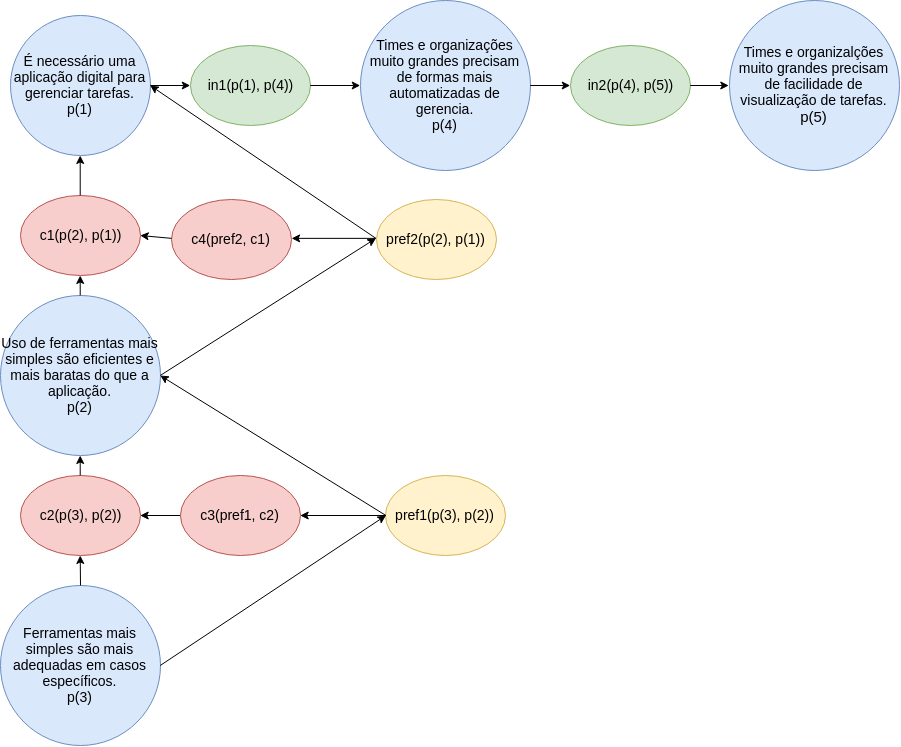 É necessário uma
aplicação digital para
gerenciar tarefas.
p(1)
in1(p(1), p(4))
Times e organizações
muito grandes precisam
de formas mais
automatizadas de
gerencia.
p(4)
in2(p(4), p(5))
Times e organizalções
muito grandes precisam
de facilidade de
visualização de tarefas.
p(5)
c1(p(2), p(1))
c4(pref2, c1)
pref2(p(2), p(1))
Uso de ferramentas mais
simples são eficientes e
mais baratas do que a
aplicação.
p(2)
c2(p(3), p(2))
c3(pref1, c2)
pref1(p(3), p(2))
Ferramentas mais
simples são mais
adequadas em casos
específicos.
p(3)